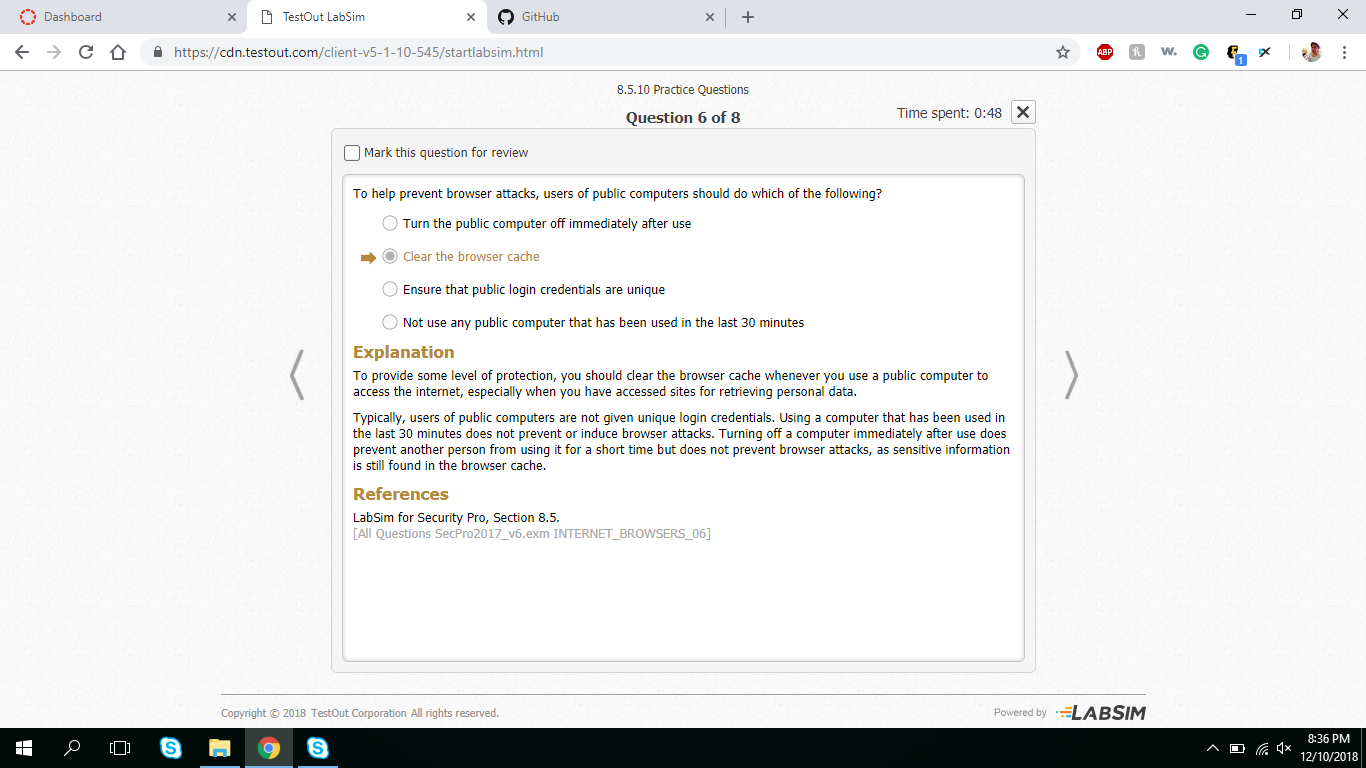 Dashboard
TestOut LabSim
GitHub
https://cdn.testout.com/client-v5-1-10-545/startlabsim.html
ABP
w.
1
8.5.10 Practice Questions
Question 6 of 8
Time spent: 0:48
Mark this question for review
To help prevent browser attacks, users of public computers should do which of the following?
Turn the public computer off immediately after use
Clear the browser cache
Ensure that public login credentials are unique
Not use any public computer that has been used in the last 30 minutes
Explanation
To provide some level of protection, you should clear the browser cache whenever you use a public computer to
access the internet, especially when you have accessed sites for retrieving personal data.
Typically, users of public computers are not given unique login credentials. Using a computer that has been used in
the last 30 minutes does not prevent or induce browser attacks. Turning off a computer immediately after use does
prevent another person from using it for a short time but does not prevent browser attacks, as sensitive information
is still found in the browser cache.
References
LabSim for Security Pro, Section 8.5.
[All Questions SecPro2017_v6.exm INTERNET_BROWSERS_06]
Copyright © 2018 TestOut Corporation All rights reserved.
Powered by LABSIM
8:36 PM
12/10/2018